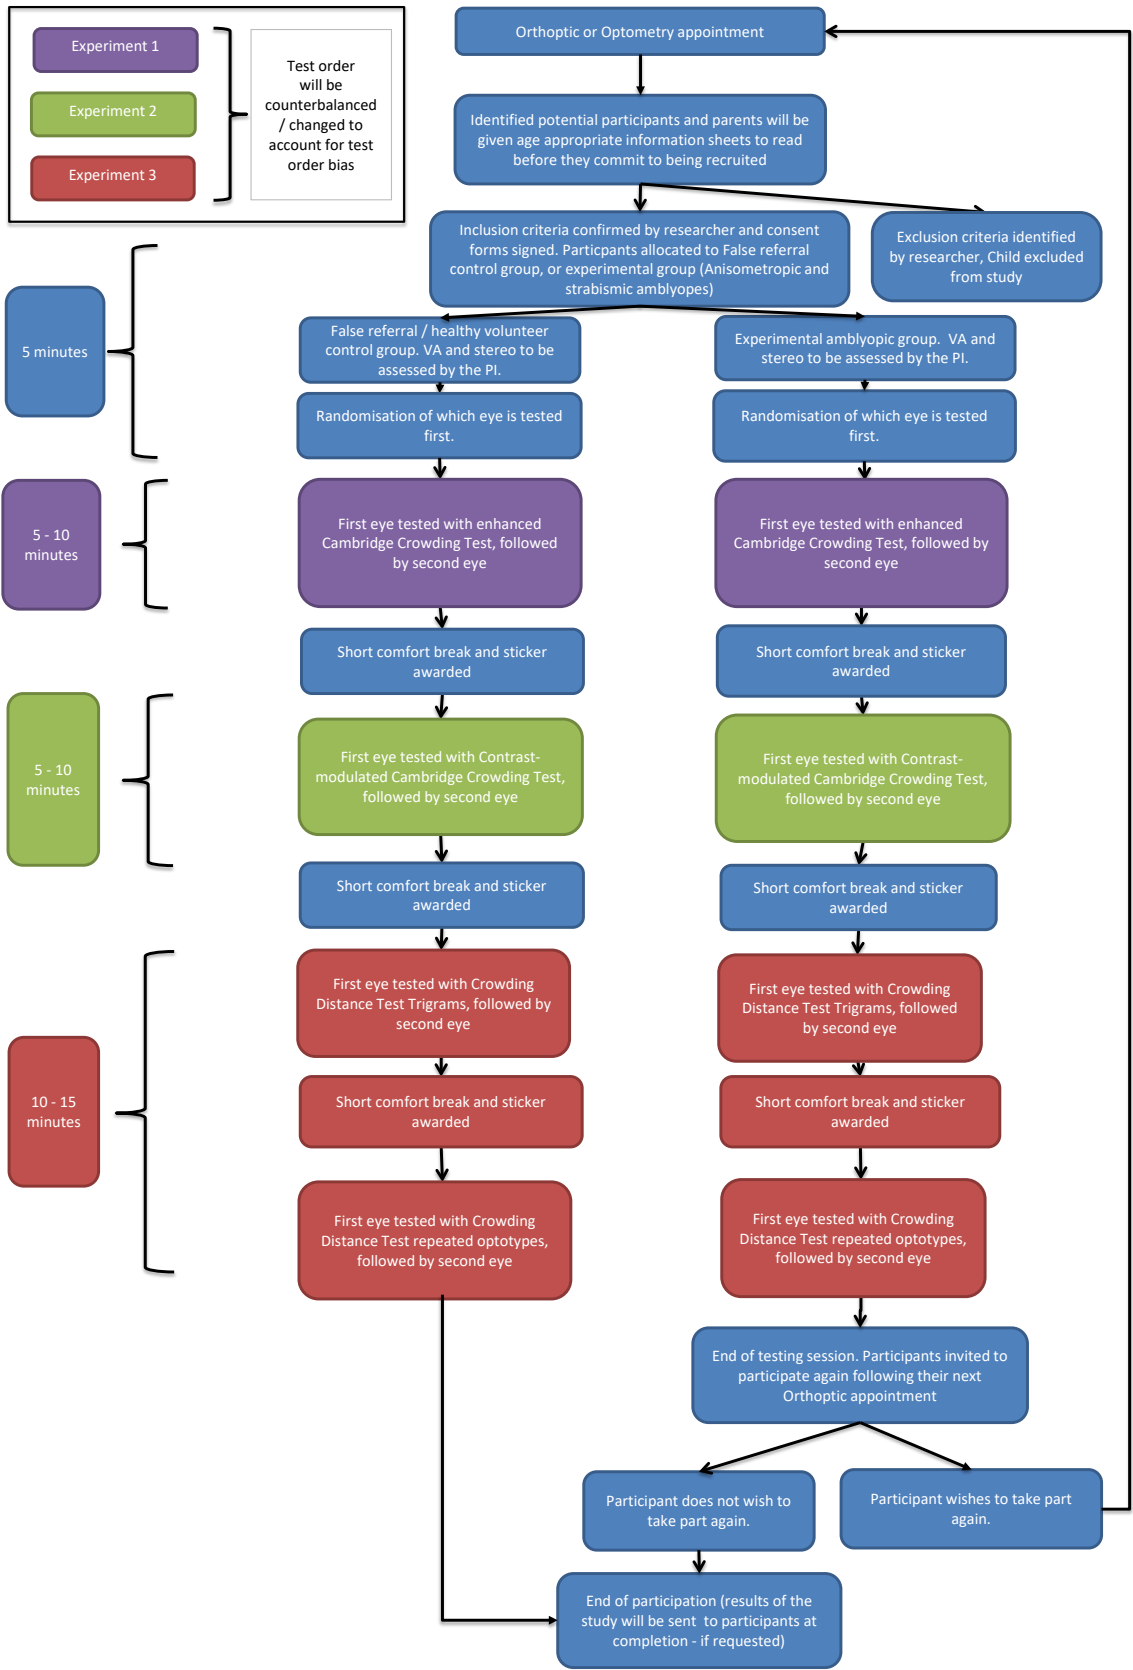 Experiment 1
Experiment 2
Experiment 3
Test order
will be
counterbalanced
/ changed to
account for test
order bias
Orthoptic or Optometry appointment
Identified potential participants and parents will be
given age appropriate information sheets to read
before they commit to being recruited
Inclusion criteria confirmed by researcher and consent
forms signed. Particpants allocated to False referral
control group, or experimental group (Anisometropic and
strabismic amblyopes)
Exclusion criteria identified
by researcher, Child excluded
from study
5 minutes
False referral / healthy volunteer
control group. VA and stereo to be
assessed by the PI.
Experimental amblyopic group.  VA and
stereo to be assessed by the PI.
Randomisation of which eye is tested
first.
Randomisation of which eye is tested
first.
5 - 10
minutes
First eye tested with enhanced
Cambridge Crowding Test, followed
by second eye
First eye tested with enhanced
Cambridge Crowding Test, followed by
second eye
Short comfort break and sticker
awarded
Short comfort break and sticker
awarded
5 - 10
minutes
First eye tested with Contrast-
modulated Cambridge Crowding Test,
followed by second eye
First eye tested with Contrast-
modulated Cambridge Crowding Test,
followed by second eye
Short comfort break and sticker
awarded
Short comfort break and sticker
awarded
10 - 15
minutes
First eye tested with Crowding
Distance Test Trigrams, followed by
second eye
First eye tested with Crowding
Distance Test Trigrams, followed
by second eye
Short comfort break and sticker
awarded
Short comfort break and sticker
awarded
First eye tested with Crowding
Distance Test repeated optotypes,
followed by second eye
First eye tested with Crowding
Distance Test repeated optotypes,
followed by second eye
End of testing session. Participants invited to
participate again following their next
Orthoptic appointment
Participant does not wish to
take part again.
Participant wishes to take part
again.
End of participation (results of the
study will be sent  to participants at
completion - if requested)